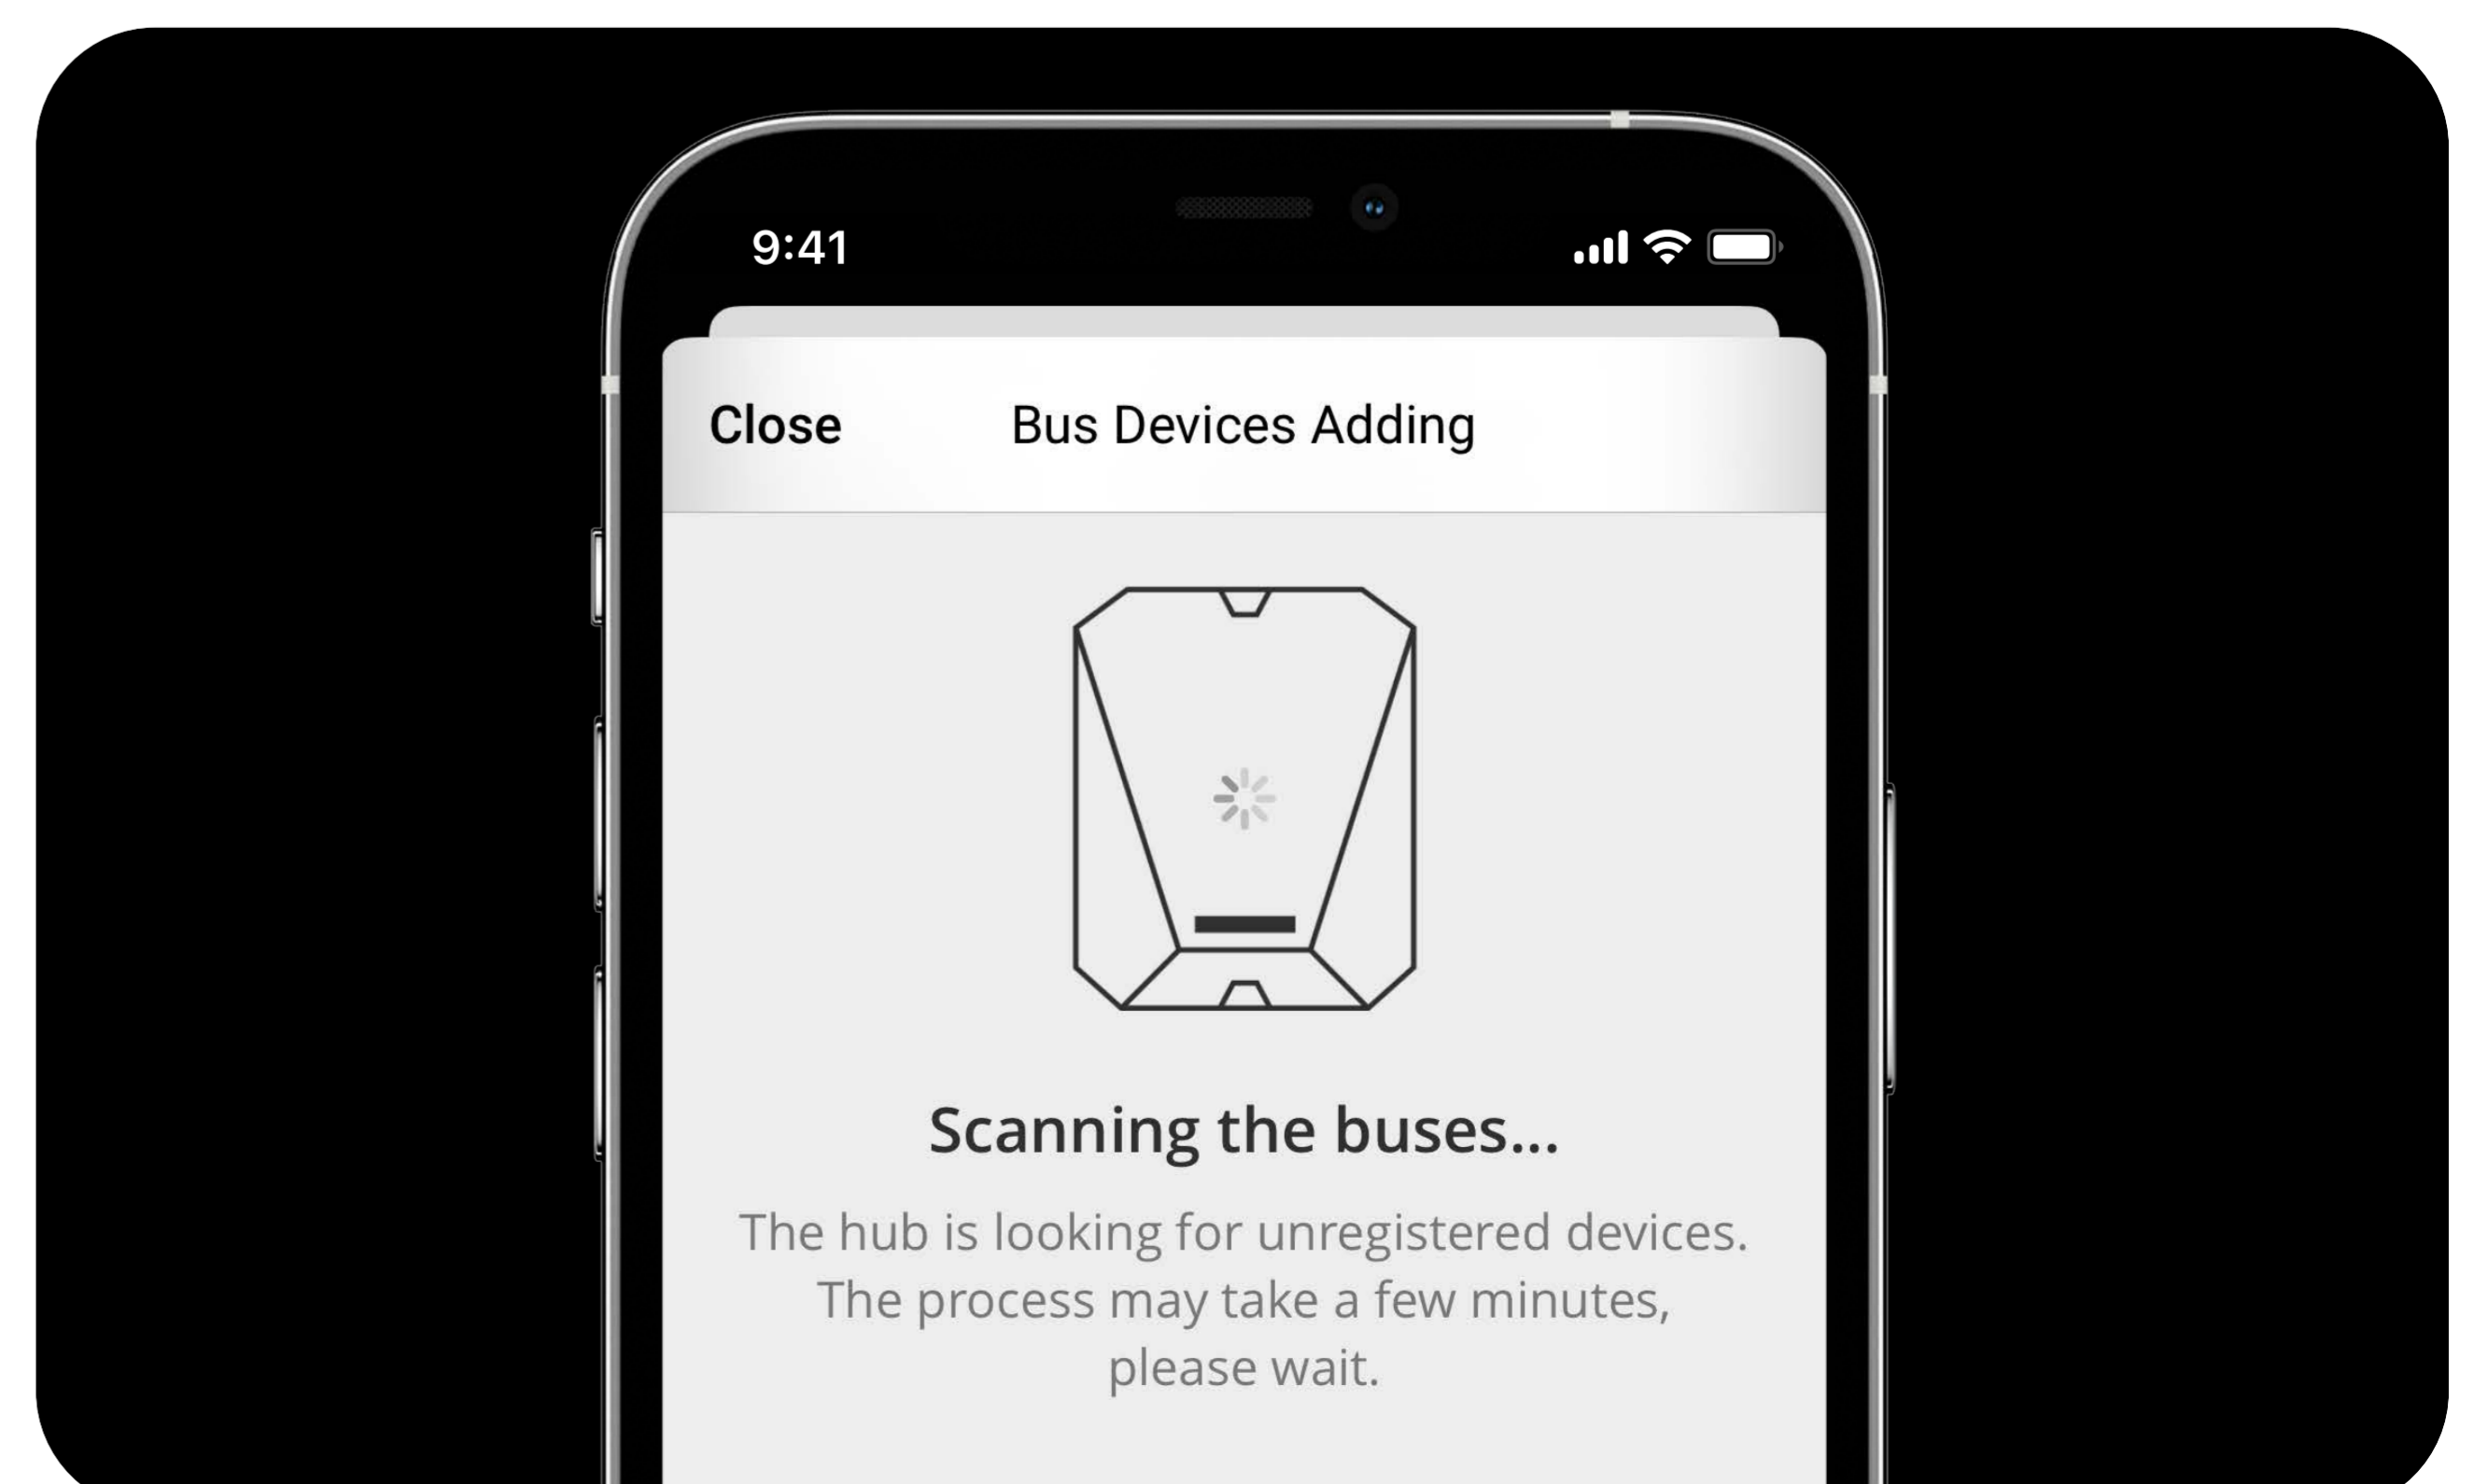 9:41
Close
Bus Devices Adding
Scanning the buses...
The hub is looking for unregistered devices.
The process may take a few minutes,
please wait.